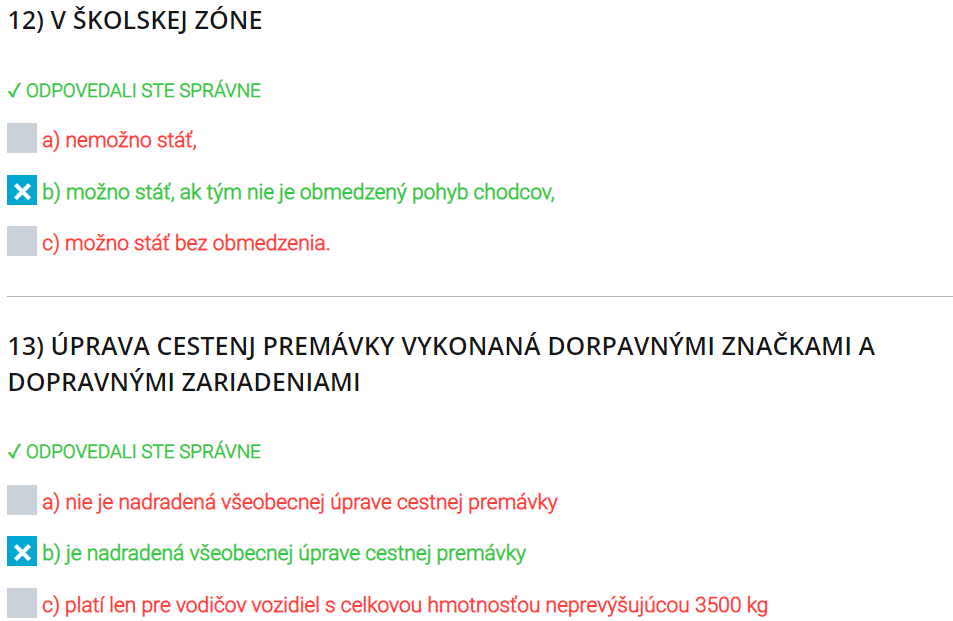 12) V ŠKOLSKEJ ZÓNE
✓ ODPOVEDALI STE SPRÁVNE
a) nemožno stáť,
b) možno stáť, ak tým nie je obmedzený pohyb chodcov,
c) možno stáť bez obmedzenia.
13) ÚPRAVA CESTENJ PREMÁVKY VYKONANÁ DORPAVNÝMI ZNAČKAMI A
DOPRAVNÝMI ZARIADENIAMI
✓ ODPOVEDALI STE SPRÁVNE
a) nie je nadradená všeobecnej úprave cestnej premávky
b) je nadradená všeobecnej úprave cestnej premávky
c) platí len pre vodičov vozidiel s celkovou hmotnosťou neprevýšujúcou 3500 kg